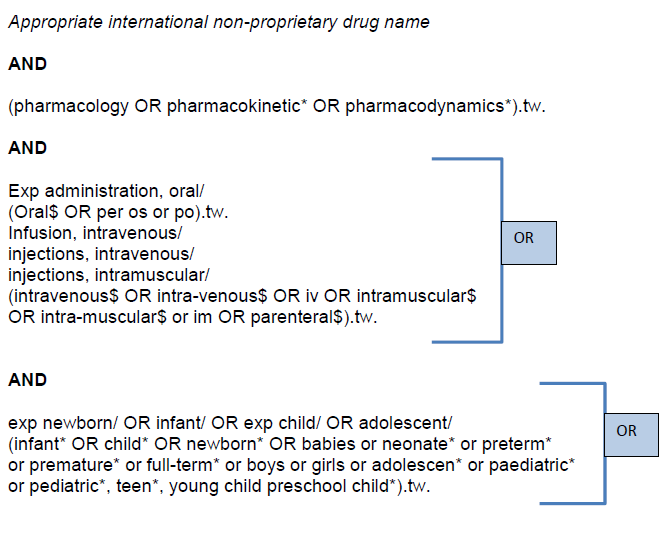 Appropriate international non-proprietary drug name
AND
(pharmacology OR pharmacokinetic* OR pharmacodynamics*).tw.
AND
Exp administration, oral/
(Oral$ OR per os or po).tw.
Infusion, intravenous/
injections, intravenous/
injections, intramuscular/
(intravenous$ OR intra-venous$ OR iv OR intramuscular$
OR intra-muscular$ or im OR parenteral$).tw.
OR
AND
exp newborn/ OR infant/ OR exp child/ OR adolescent/
(infant* OR child* OR newborn* OR babies or neonate* or preterm*
or premature* or full-term* or boys or girls or adolescen* or paediatric*
or pediatric*, teen*, young child preschool child*).tw.
OR